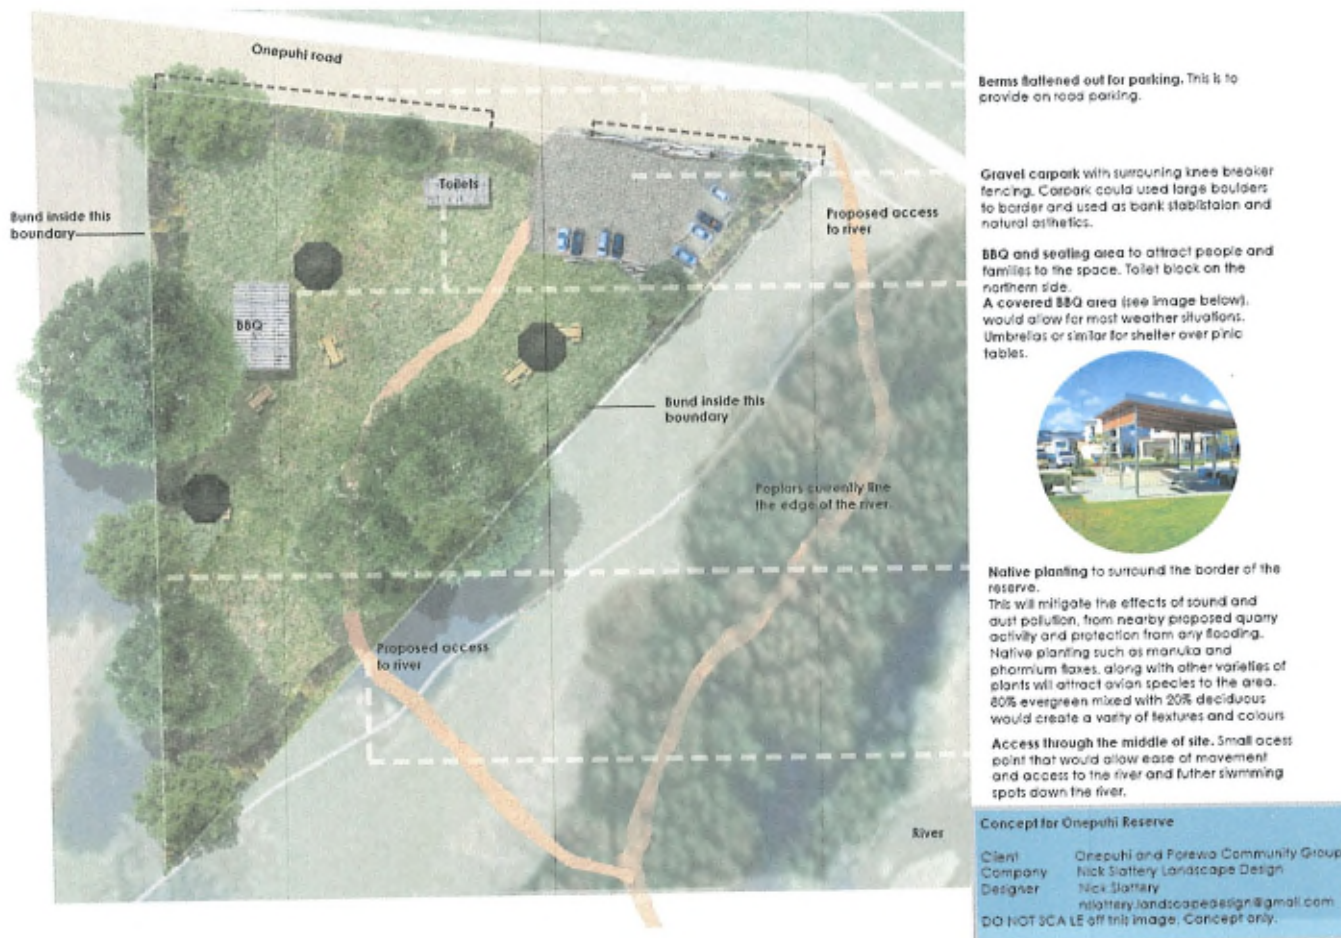 Onepuhi road
Toilets
Bund inside this
boundary
BBQ
Proposed access
to river
Bund inside this
boundary
Poplars currently line
the edge of the river.
Proposed access
to river
River
Berms flattened out for parking. This is
to provide on road parking.
Gravel carpark with surrouning knee breaker
fencing. Carpark could used large boulders
to border and used as bank stablistaion and
natural asthetics.
BBQ and seating area to attract people and
families to the space. Toilet block on the
northern side.
A covered BBQ area (see image below).
would allow for most weather situations.
Umbrellas or similar for shelter over pinic
tables.
Native planting to surround the border of the
reserve.
This will mitigate the effects of sound and
dust pollution, from nearby proposed quarry
activity and protection from any flooding.
Native planting such as manuka and
phormium flaxes, along with other varieties of
plants will attract avian species to the area.
80% evergreen mixed with 20% deciduous
would create a varity of textures and colours
Access through the middle of site. Small acess
point that would allow ease of movement
and access to the river and futher siwmming
spots down the river.
Concept for Onepuhi Reserve
Client Onepuhi and Porewa Community Group
Company Nick Slattery Landscape Design
Designer Nick Slattery
nslattery.landscapedesign@gmail.com
DO NOT SCALE off this image. Concept only.